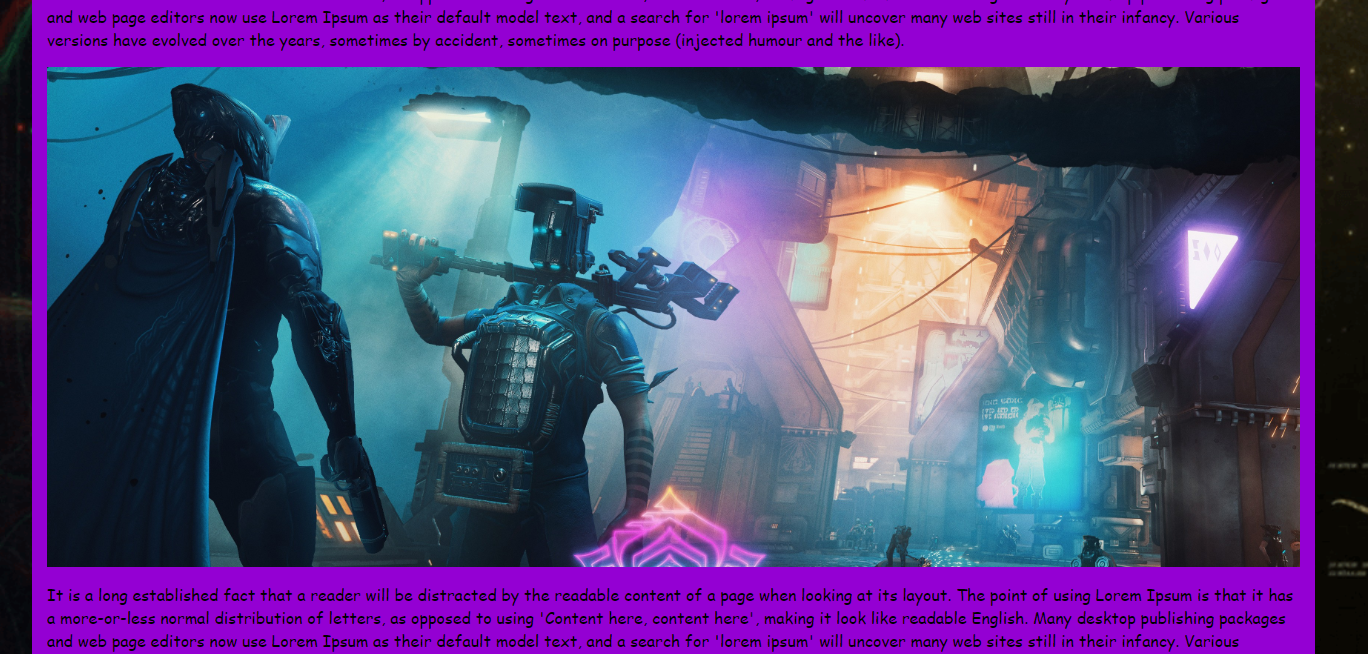 and web page editors now use Lorem Ipsum as their default model text, and a search for 'lorem ipsum' will uncover many web sites still in their infancy. Various
versions have evolved over the years, sometimes by accident, sometimes on purpose (injected humour and the like).
It is a long established fact that a reader will be distracted by the readable content of a page when looking at its layout. The point of using Lorem Ipsum is that it has
a more-or-less normal distribution of letters, as opposed to using 'Content here, content here', making it look like readable English. Many desktop publishing packages
and web page editors now use Lorem Ipsum as their default model text, and a search for 'lorem ipsum' will uncover many web sites still in their infancy. Various